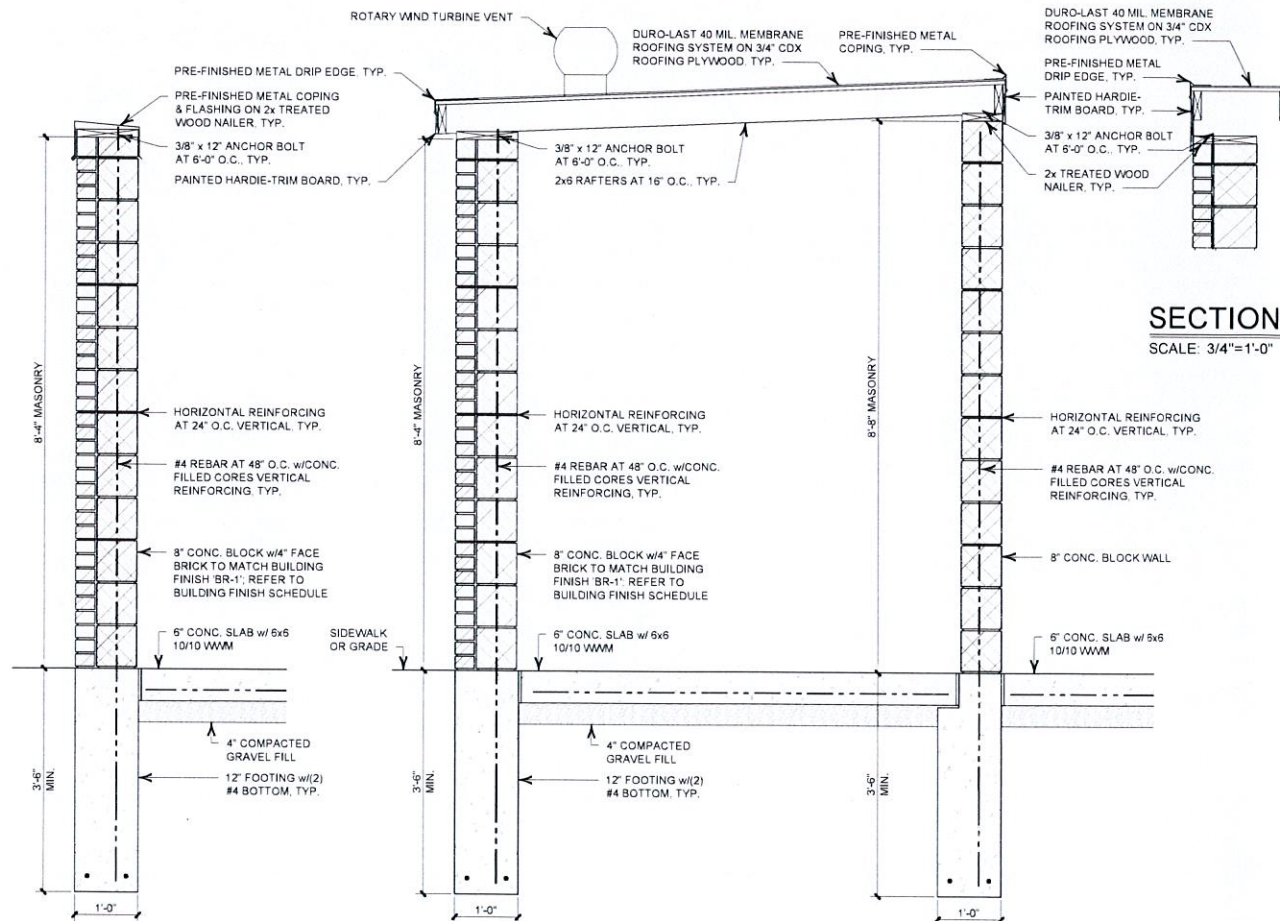 ROTARY WIND TURBINE VENT
DURO-LAST 40 MIL. MEMBRANE
ROOFING SYSTEM ON 3/4" CDX
ROOFING PLYWOOD, TYP.
PRE-FINISHED METAL
COPING, TYP.
DURO-LAST 40 MIL. MEMBRANE
ROOFING SYSTEM ON 3/4" CDX
ROOFING PLYWOOD, TYP.
PRE-FINISHED METAL DRIP EDGE, TYP.
PRE-FINISHED METAL COPING
& FLASHING ON 2x TREATED
WOOD NAILER, TYP.
3/8" x 12" ANCHOR BOLT
AT 6'-0" O.C., TYP.
PAINTED HARDIE-TRIM BOARD, TYP.
3/8" x 12" ANCHOR BOLT
AT 6'-0" O.C., TYP.
2x6 RAFTERS AT 16" O.C., TYP.
PRE-FINISHED METAL
DRIP EDGE, TYP.
PAINTED HARDIE-
TRIM BOARD, TYP.
3/8" x 12" ANCHOR BOLT
AT 6'-0" O.C., TYP.
2x TREATED WOOD
NAILER, TYP.
SECTION
SCALE: 3/4"=1'-0"
8'-4" MASONRY
HORIZONTAL REINFORCING
AT 24" O.C. VERTICAL, TYP.
#4 REBAR AT 48" O.C. w/CONC.
FILLED CORES VERTICAL
REINFORCING, TYP.
8" CONC. BLOCK w/4" FACE
BRICK TO MATCH BUILDING
FINISH 'BR-1'; REFER TO
BUILDING FINISH SCHEDULE
6" CONC. SLAB w/ 6x6
10/10 WWM
4" COMPACTED
GRAVEL FILL
12" FOOTING w/(2)
#4 BOTTOM, TYP.
3'-6"
MIN.
1'-0"
8'-4" MASONRY
HORIZONTAL REINFORCING
AT 24" O.C. VERTICAL, TYP.
#4 REBAR AT 48" O.C. w/CONC.
FILLED CORES VERTICAL
REINFORCING, TYP.
8" CONC. BLOCK w/4" FACE
BRICK TO MATCH BUILDING
FINISH 'BR-1'; REFER TO
BUILDING FINISH SCHEDULE
SIDEWALK
OR GRADE
6" CONC. SLAB w/ 6x6
10/10 WWM
4" COMPACTED
GRAVEL FILL
12" FOOTING w/(2)
#4 BOTTOM, TYP.
3'-6"
MIN.
1'-0"
8'-8" MASONRY
HORIZONTAL REINFORCING
AT 24" O.C. VERTICAL, TYP.
#4 REBAR AT 48" O.C. w/CONC.
FILLED CORES VERTICAL
REINFORCING, TYP.
8" CONC. BLOCK WALL
6" CONC. SLAB w/ 6x6
10/10 WWM
3'-6"
MIN.
1'-0"